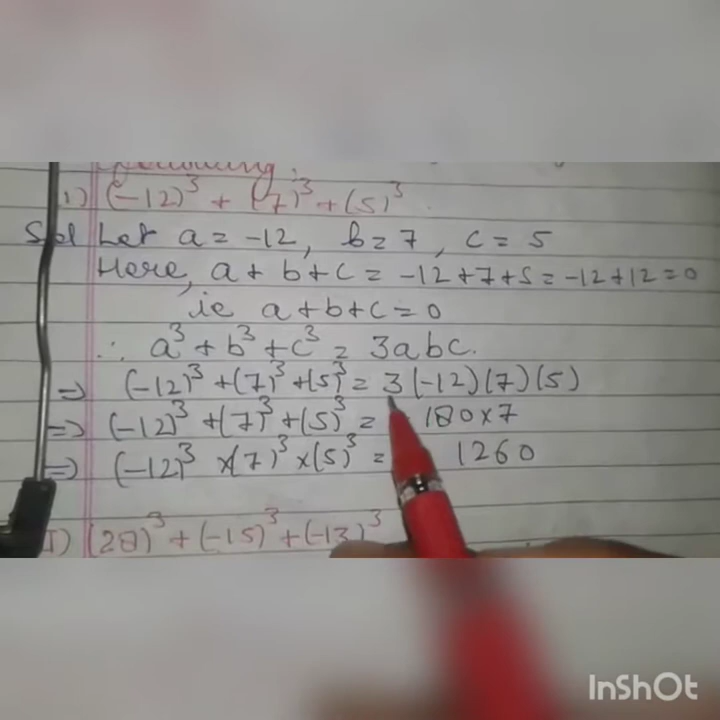 1) (-12)³ + (7)³ + (5)³
Sol Let a = -12, b = 7, c = 5
Here, a + b + c = -12 + 7 + 5 = -12 + 12 = 0
ie a + b + c = 0
∴ a³ + b³ + c³ = 3abc.
⇒ (-12)³ + (7)³ + (5)³ = 3(-12)(7)(5)
⇒ (-12)³ + (7)³ + (5)³ = 180 × 7
⇒ (-12)³ × (7)³ × (5)³ = 1260
II) (28)³ + (-15)³ + (-13)³
InShOt